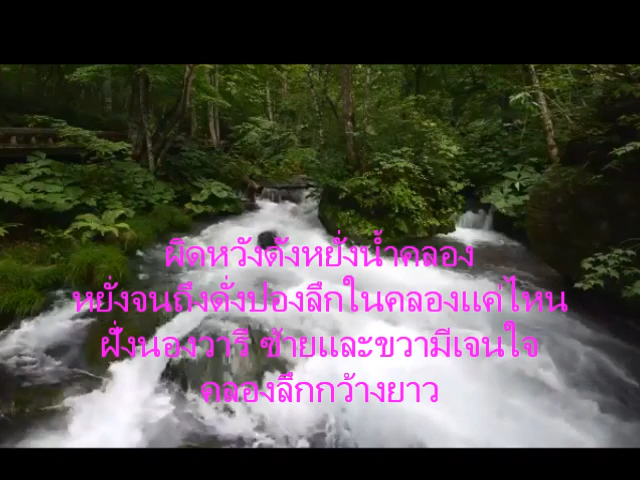 ผิดหวังดังหยั่งน้ำคลอง
หยั่งจนถึงดั่งปองลึกในคลองแค่ไหน
ฝั่งนองวารี ซ้ายและขวามีเจนใจ
คลองลึกกว้างยาว